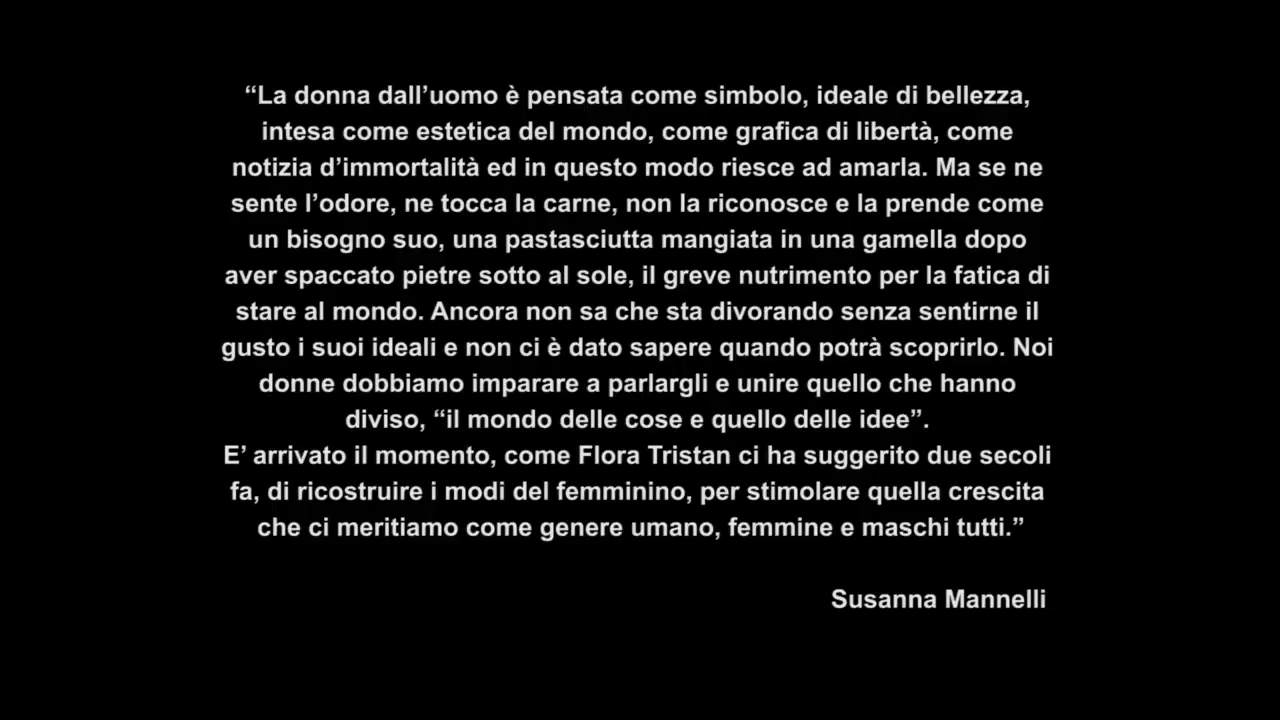 “La donna dall’uomo è pensata come simbolo, ideale di bellezza,
intesa come estetica del mondo, come grafica di libertà, come
notizia d’immortalità ed in questo modo riesce ad amarla. Ma se ne
sente l’odore, ne tocca la carne, non la riconosce e la prende come
un bisogno suo, una pastasciutta mangiata in una gamella dopo
aver spaccato pietre sotto al sole, il greve nutrimento per la fatica di
stare al mondo. Ancora non sa che sta divorando senza sentirne il
gusto i suoi ideali e non ci è dato sapere quando potrà scoprirlo. Noi
donne dobbiamo imparare a parlargli e unire quello che hanno
diviso, “il mondo delle cose e quello delle idee”.
E’ arrivato il momento, come Flora Tristan ci ha suggerito due secoli
fa, di ricostruire i modi del femminino, per stimolare quella crescita
che ci meritiamo come genere umano, femmine e maschi tutti.”
Susanna Mannelli